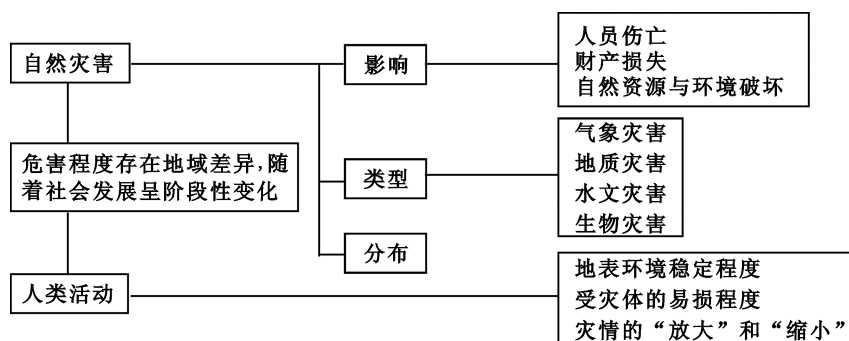 自然灾害
影响
人员伤亡
财产损失
自然资源与环境破坏
危害程度存在地域差异,随
着社会发展呈阶段性变化
类型
气象灾害
地质灾害
水文灾害
生物灾害
分布
人类活动
地表环境稳定程度
受灾体的易损程度
灾情的“放大”和“缩小”